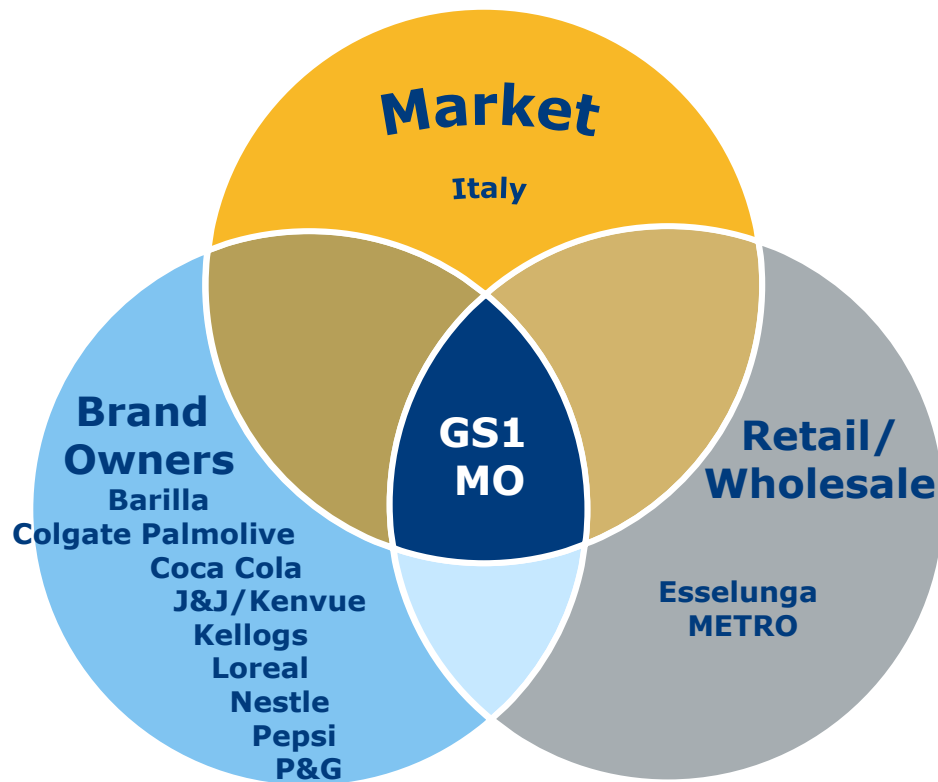 Market
Italy
Brand
Owners
Barilla
Colgate Palmolive
Coca Cola
J&J/Kenvue
Kellogs
Loreal
Nestle
Pepsi
P&G
GS1
MO
Retail/
Wholesale
Esselunga
METRO